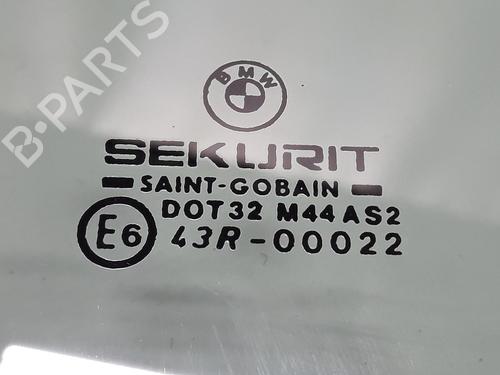 B-PARTS
BMW
SEKURIT
SAINT-GOBAIN
DOT32 M44AS2
E6 43R-00022